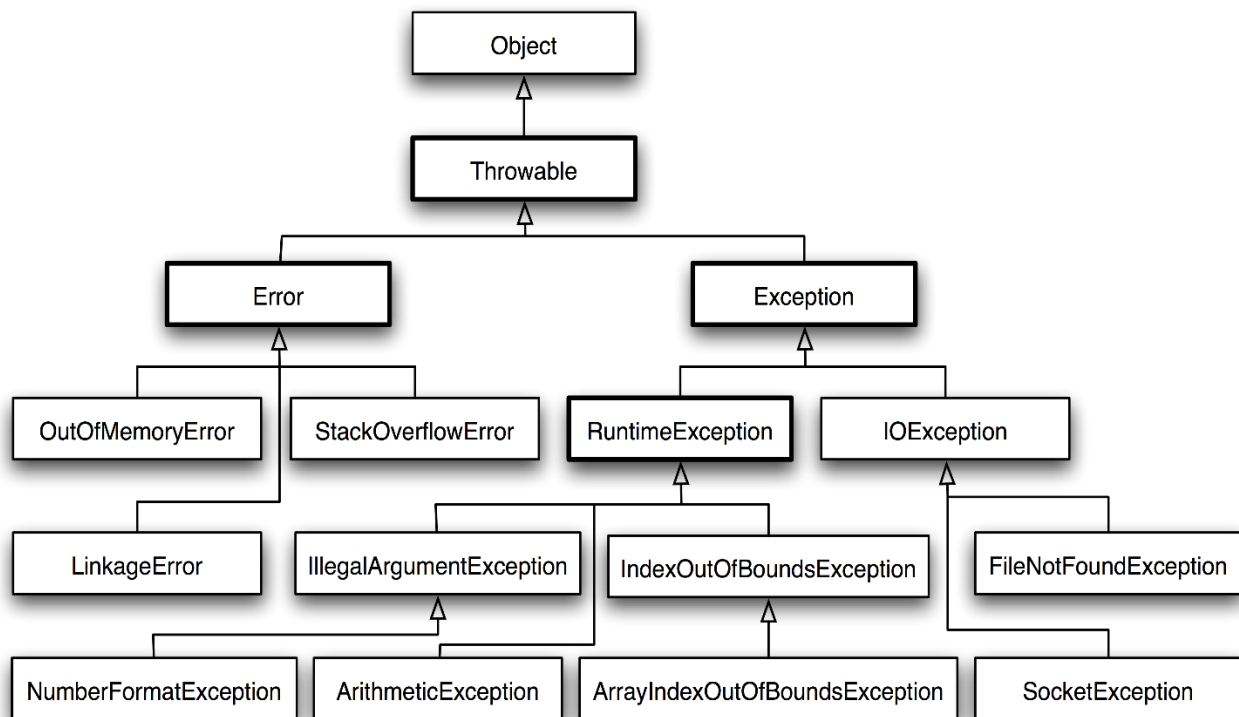 Object
Throwable
Error
Exception
OutOfMemoryError
StackOverflowError
RuntimeException
IOException
LinkageError
IllegalArgumentException
IndexOutOfBoundsException
FileNotFoundException
NumberFormatException
ArithmeticException
ArrayIndexOutOfBoundsException
SocketException